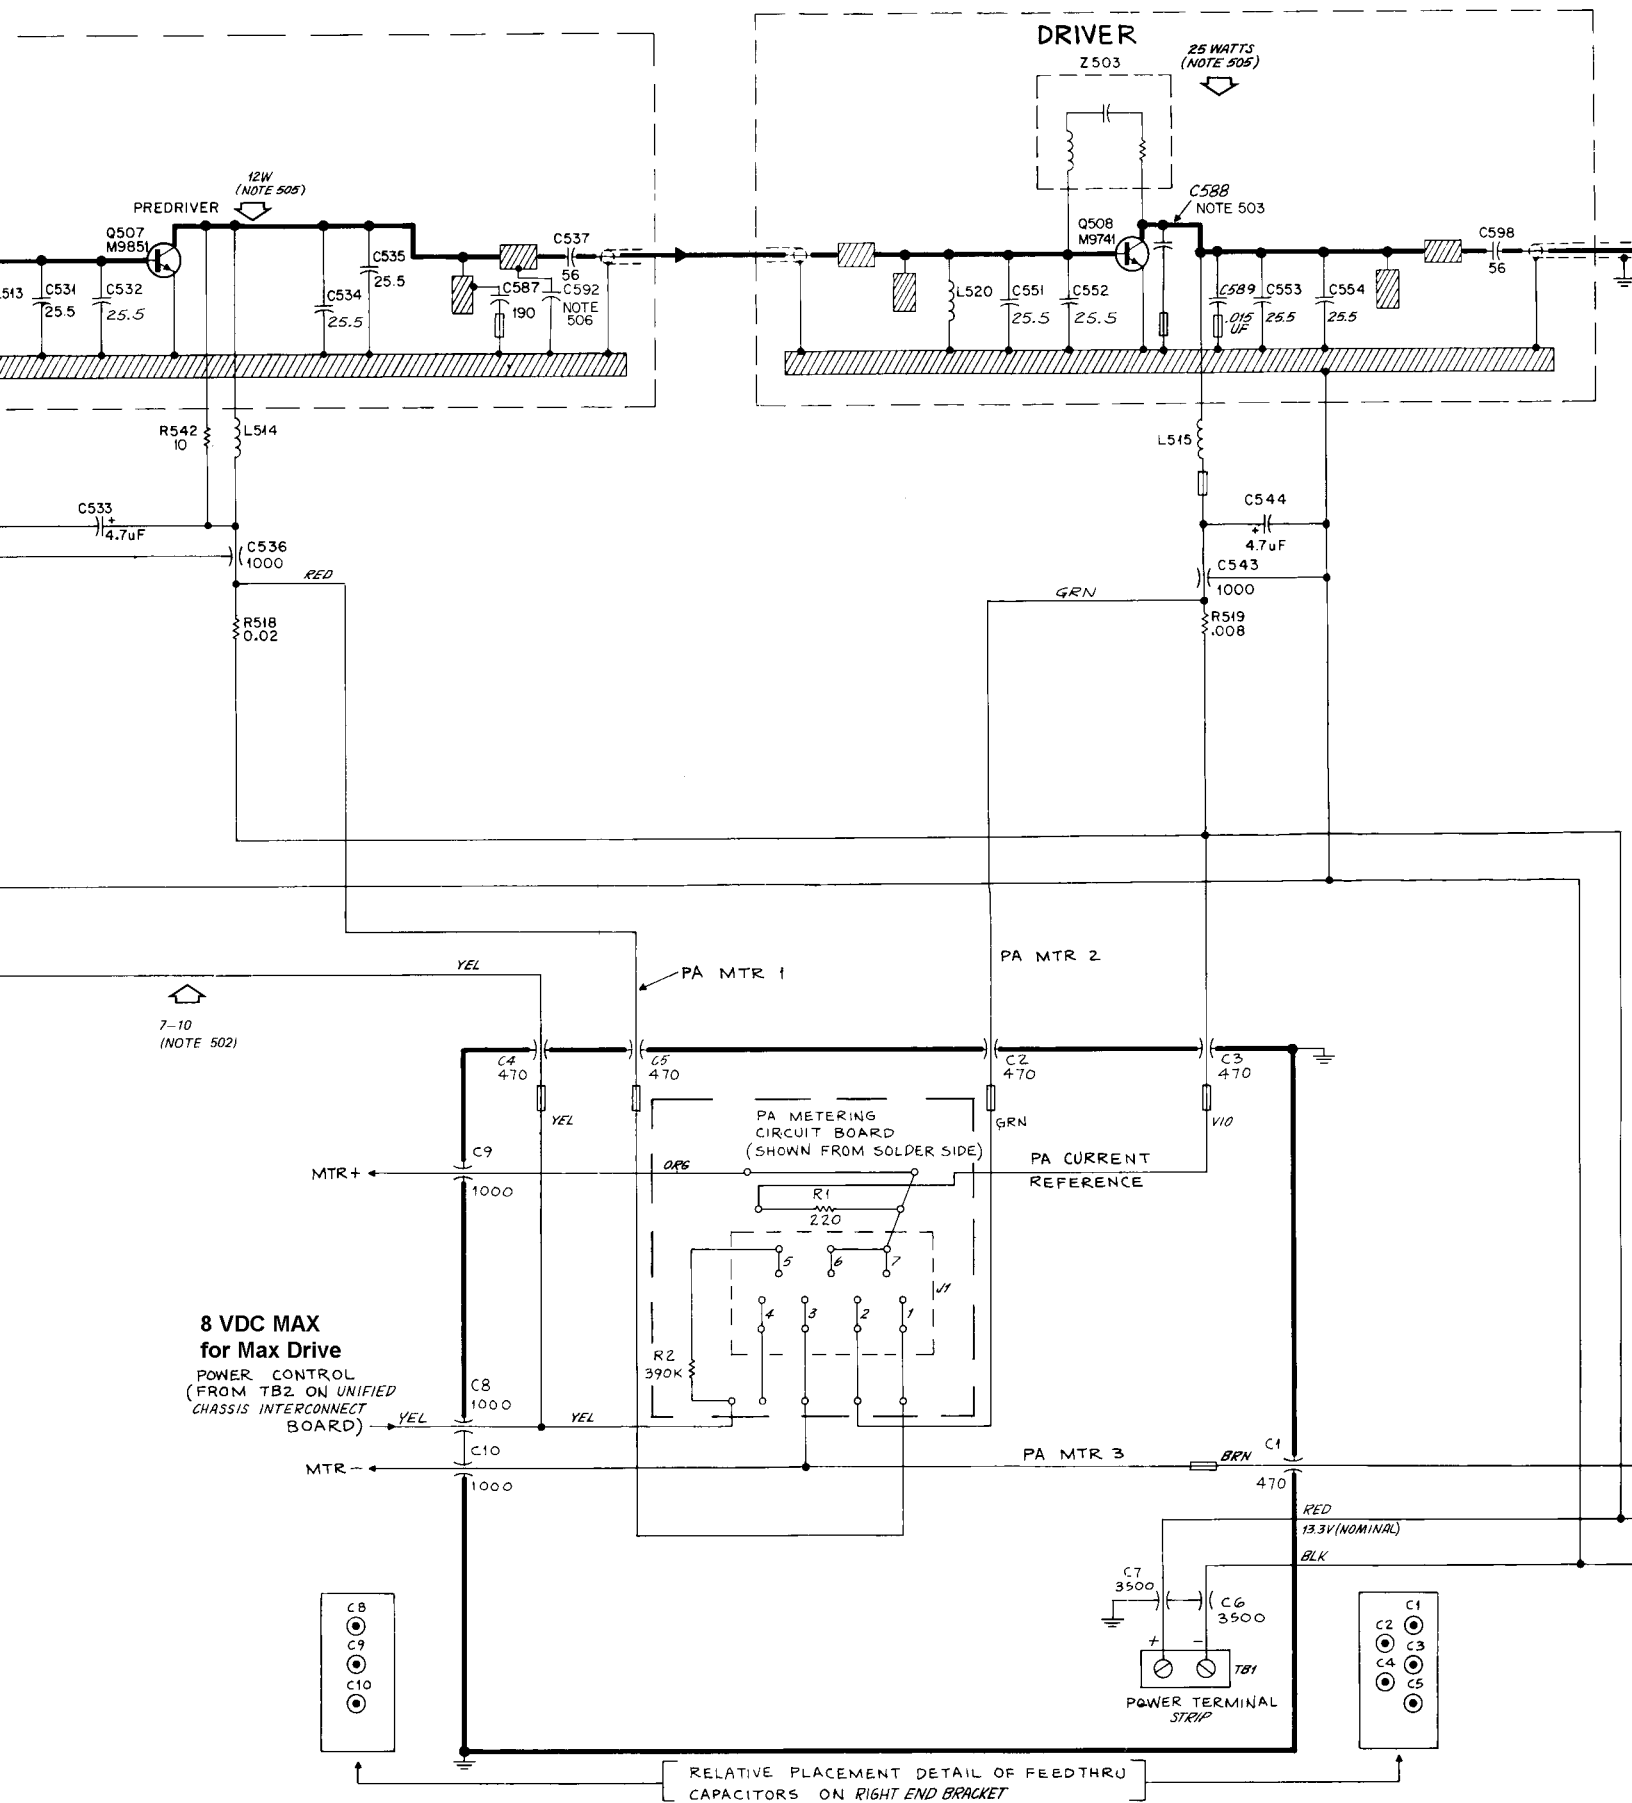 DRIVER
Z503
25 WATTS
(NOTE 505)
12W
(NOTE 505)
PREDRIVER
C588
NOTE 503
Q507
M9851
Q508
M9741
C537
56
C598
56
C535
25.5
L513
C531
25.5
C532
25.5
C534
25.5
C587
190
C592
NOTE
506
L520
C551
25.5
C552
25.5
C589
.015
UF
C553
25.5
C554
25.5
R542
10
L514
L515
C533
+
4.7uF
C544
+
4.7uF
C536
1000
C543
1000
RED
GRN
R518
0.02
R519
.008
YEL
PA MTR 1
PA MTR 2
7-10
(NOTE 502)
C4
470
C5
470
C2
470
C3
470
YEL
GRN
VIO
PA METERING
CIRCUIT BOARD
(SHOWN FROM SOLDER SIDE)
C9
1000
MTR+
ORG
PA CURRENT
REFERENCE
R1
220
5
6
7
J1
4
3
2
1
8 VDC MAX
for Max Drive
POWER CONTROL
(FROM TB2 ON UNIFIED
CHASSIS INTERCONNECT
BOARD)
YEL
R2
390K
C8
1000
YEL
C10
1000
MTR-
PA MTR 3
BRN
C1
470
RED
13.3V (NOMINAL)
BLK
C7
3500
C6
3500
+
-
TB1
POWER TERMINAL
STRIP
C8
C9
C10
C1
C2
C3
C4
C5
RELATIVE PLACEMENT DETAIL OF FEEDTHRU
CAPACITORS ON RIGHT END BRACKET